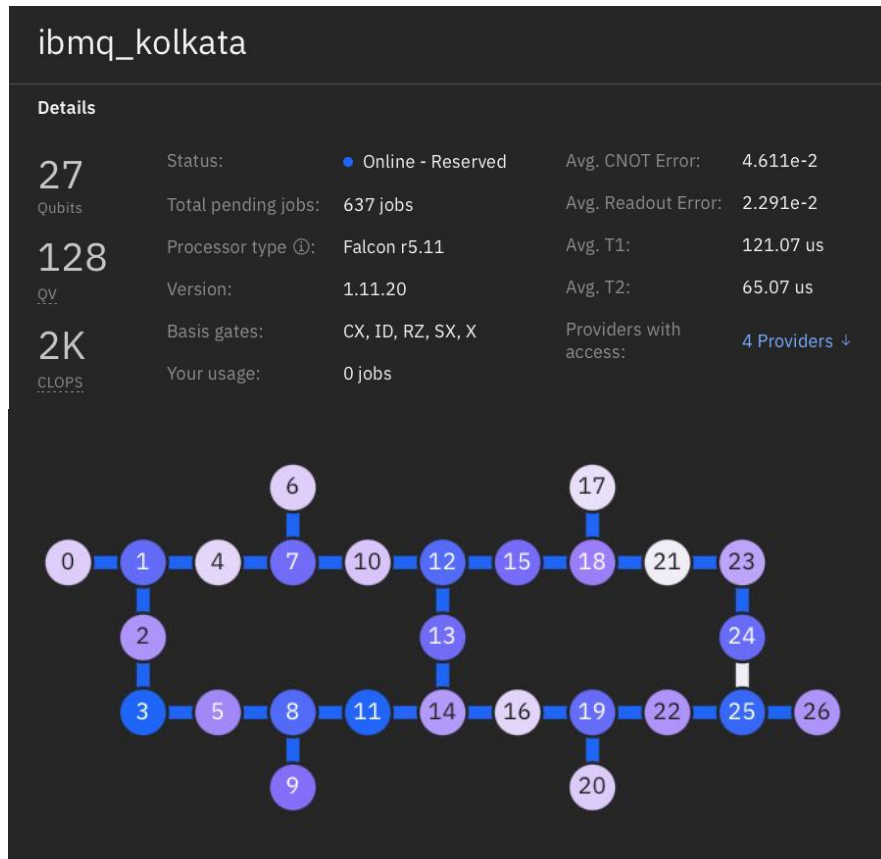 ibmq_kolkata
Details
27
Qubits
128
QV
2K
CLOPS
Status: Online - Reserved
Total pending jobs: 637 jobs
Processor type ⓘ: Falcon r5.11
Version: 1.11.20
Basis gates: CX, ID, RZ, SX, X
Your usage: 0 jobs
Avg. CNOT Error: 4.611e-2
Avg. Readout Error: 2.291e-2
Avg. T1: 121.07 us
Avg. T2: 65.07 us
Providers with
access: 4 Providers ↓
6 17
0 1 4 7 10 12 15 18 21 23
2 13 24
3 5 8 11 14 16 19 22 25 26
9 20